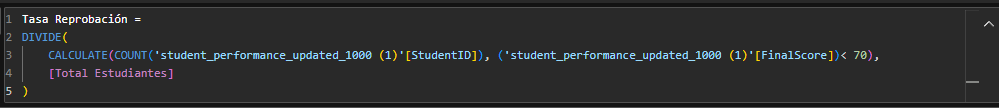 1 Tasa Reprobación =
2 DIVIDE(
3 CALCULATE(COUNT('student_performance_updated_1000 (1)'[StudentID]), ('student_performance_updated_1000 (1)'[FinalScore])< 70),
4 [Total Estudiantes]
5 )